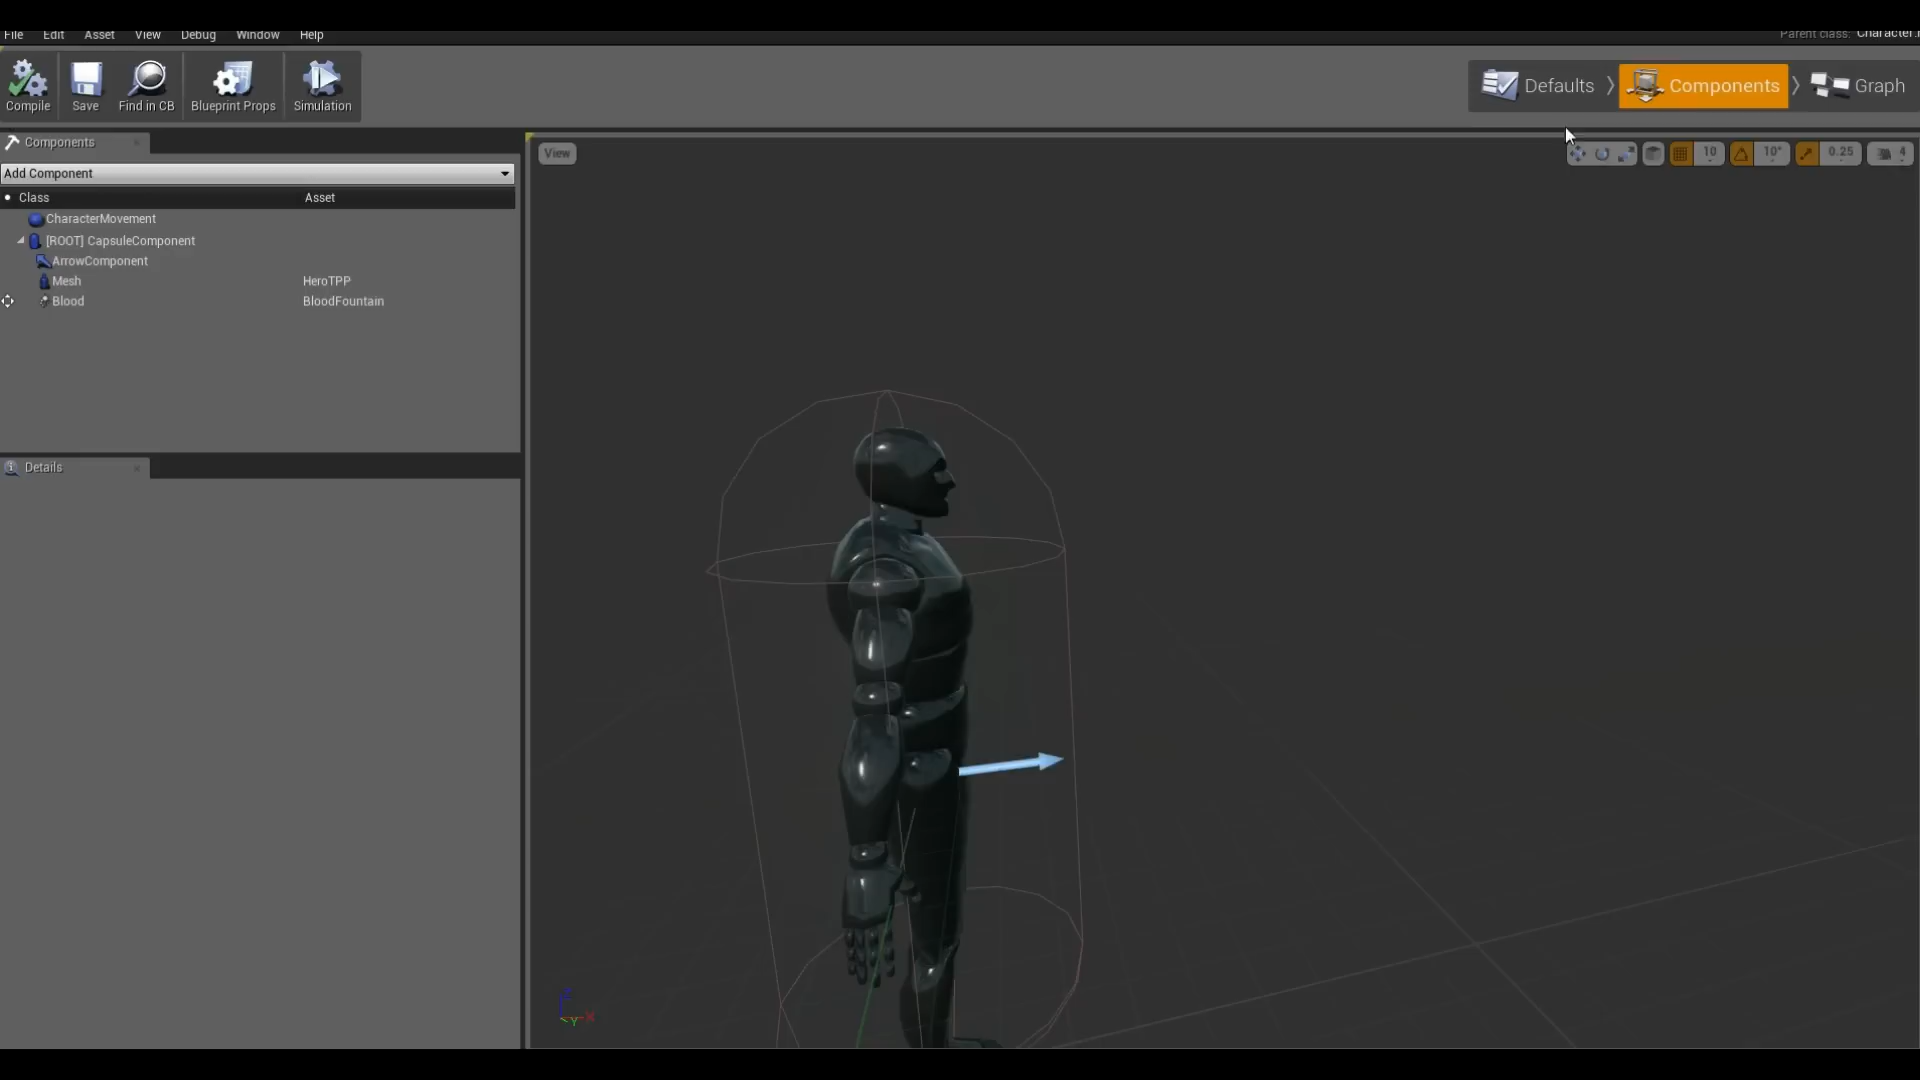 File Edit Asset View Debug Window Help
Parent class: Character
Compile Save Find in CB Blueprint Props Simulation
Defaults Components Graph
Components
Add Component
View
10 10° 0.25 4
Class Asset
CharacterMovement
[ROOT] CapsuleComponent
ArrowComponent
Mesh HeroTPP
Blood BloodFountain
Details
Z
Y X